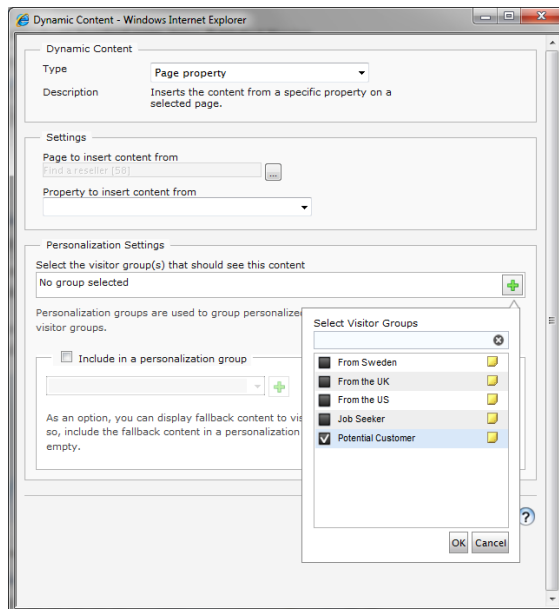 Dynamic Content - Windows Internet Explorer
Dynamic Content
Type
Page property
Description
Inserts the content from a specific property on a
selected page.
Settings
Page to insert content from
Find a reseller [58]
...
Property to insert content from
Personalization Settings
Select the visitor group(s) that should see this content
No group selected
Personalization groups are used to group personalized
visitor groups.
Include in a personalization group
As an option, you can display fallback content to vis
so, include the fallback content in a personalization
empty.
Select Visitor Groups
From Sweden
From the UK
From the US
Job Seeker
Potential Customer
OK
Cancel
?